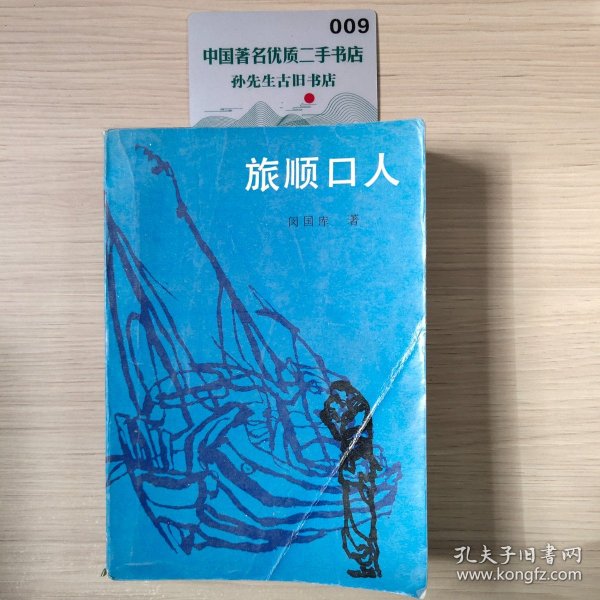 009
中国著名优质二手书店
孙先生古旧书店
旅顺口人
闵国库 著
孔夫子旧书网
www.kongfz.com